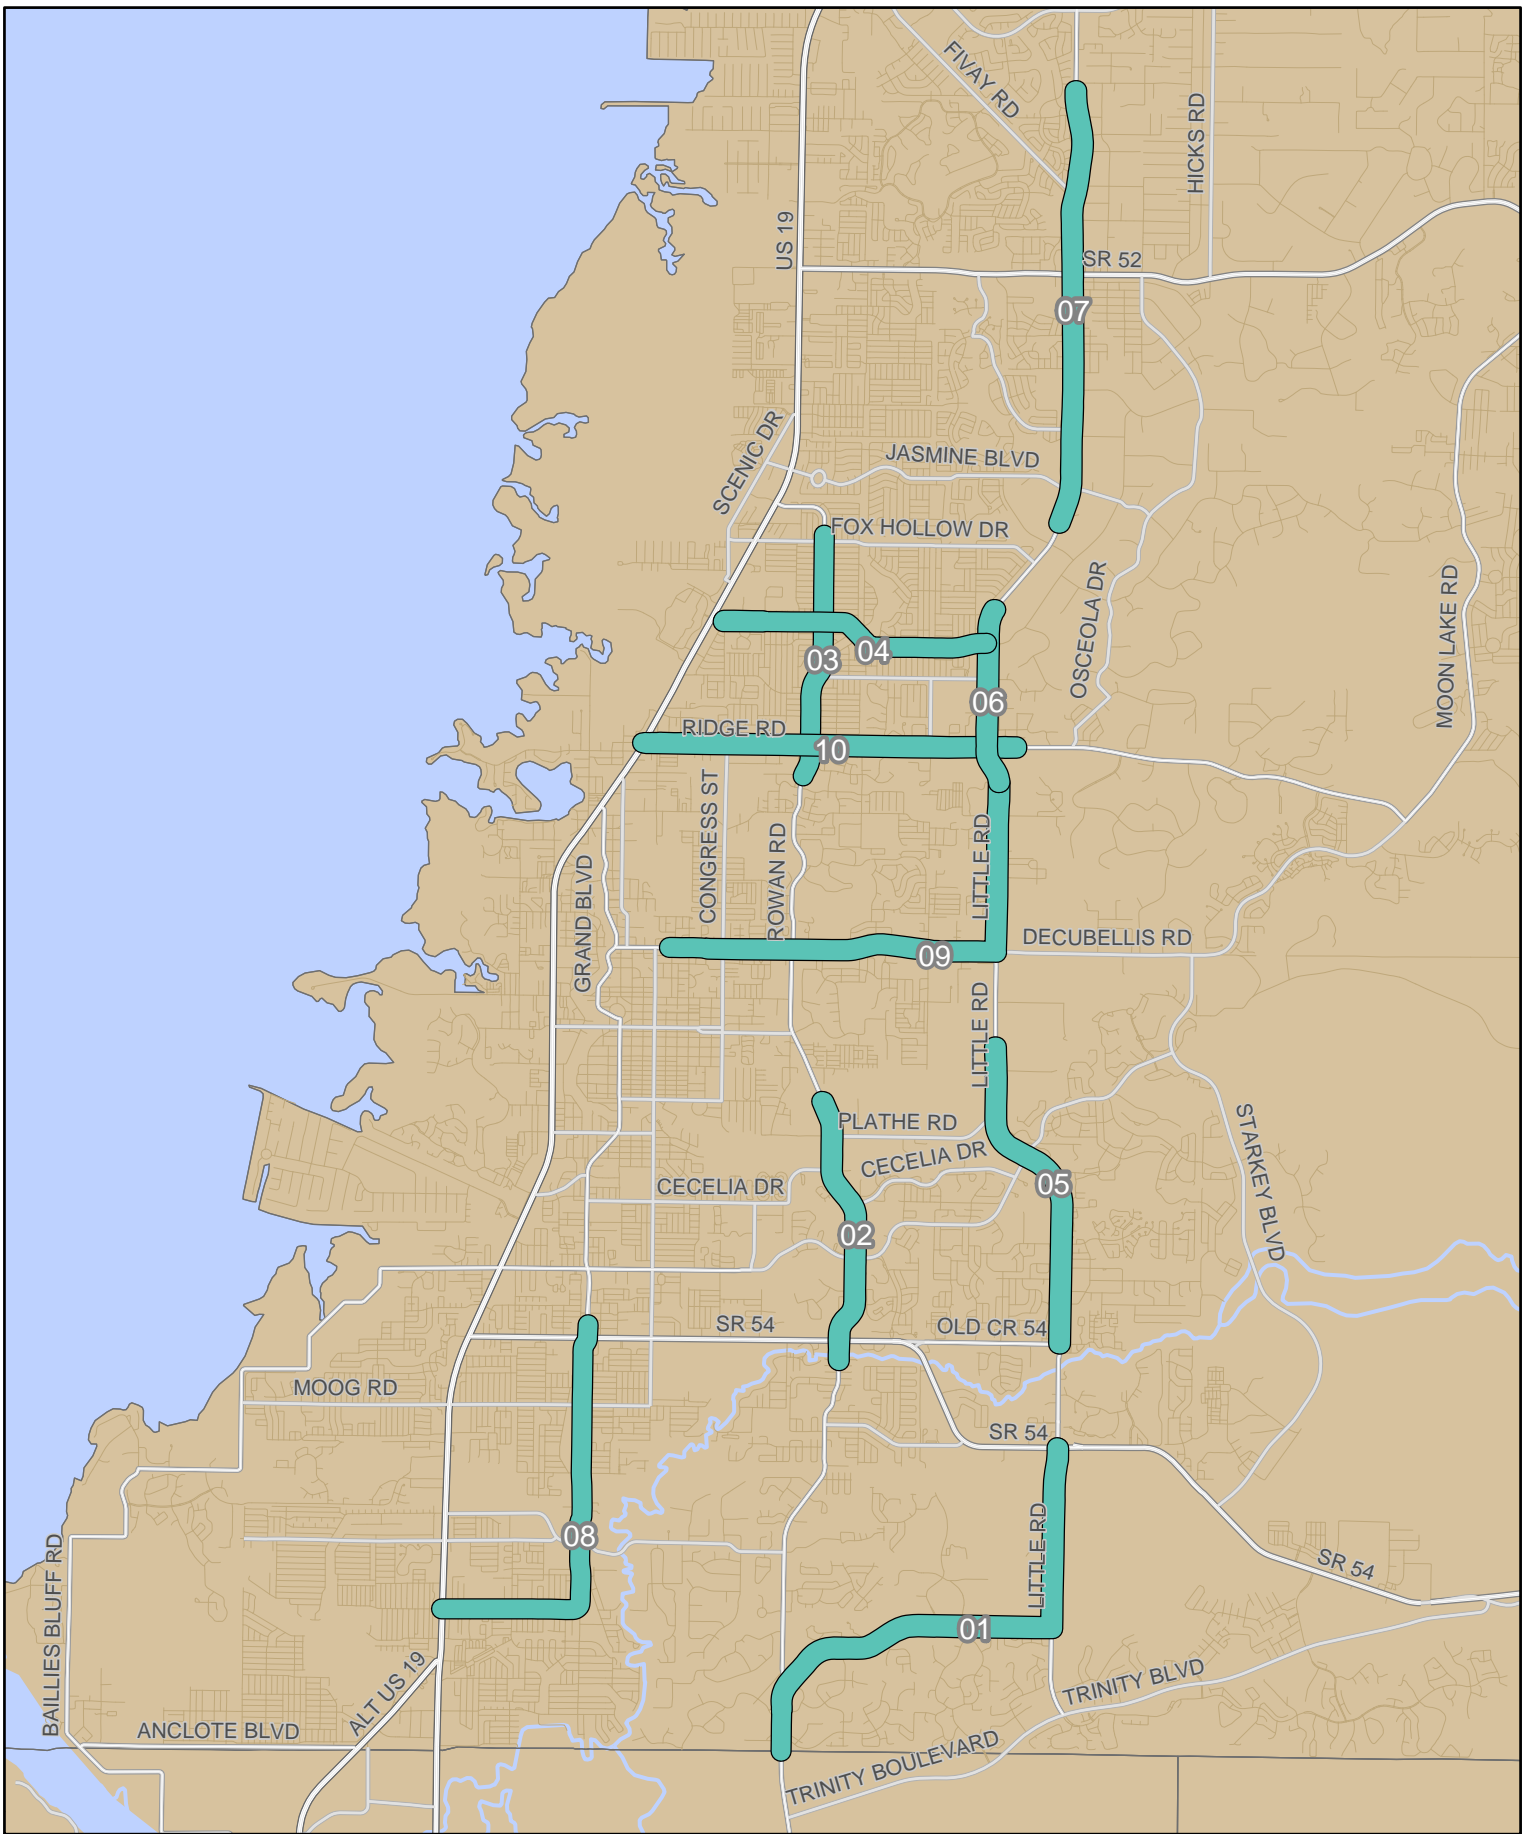 FIVAY RD
HICKS RD
US 19
SR 52
07
SCENIC DR
JASMINE BLVD
FOX HOLLOW DR
OSCEOLA DR
MOON LAKE RD
03
04
06
RIDGE RD
10
CONGRESS ST
ROWAN RD
LITTLE RD
GRAND BLVD
DECUBELLIS RD
09
LITTLE RD
PLATHE RD
CECELIA DR
STARKEY BLVD
CECELIA DR
05
02
SR 54
OLD CR 54
MOOG RD
SR 54
LITTLE RD
08
SR 54
BAILLIES BLUFF RD
01
ALT US 19
TRINITY BLVD
ANCLOTE BLVD
TRINITY BOULEVARD